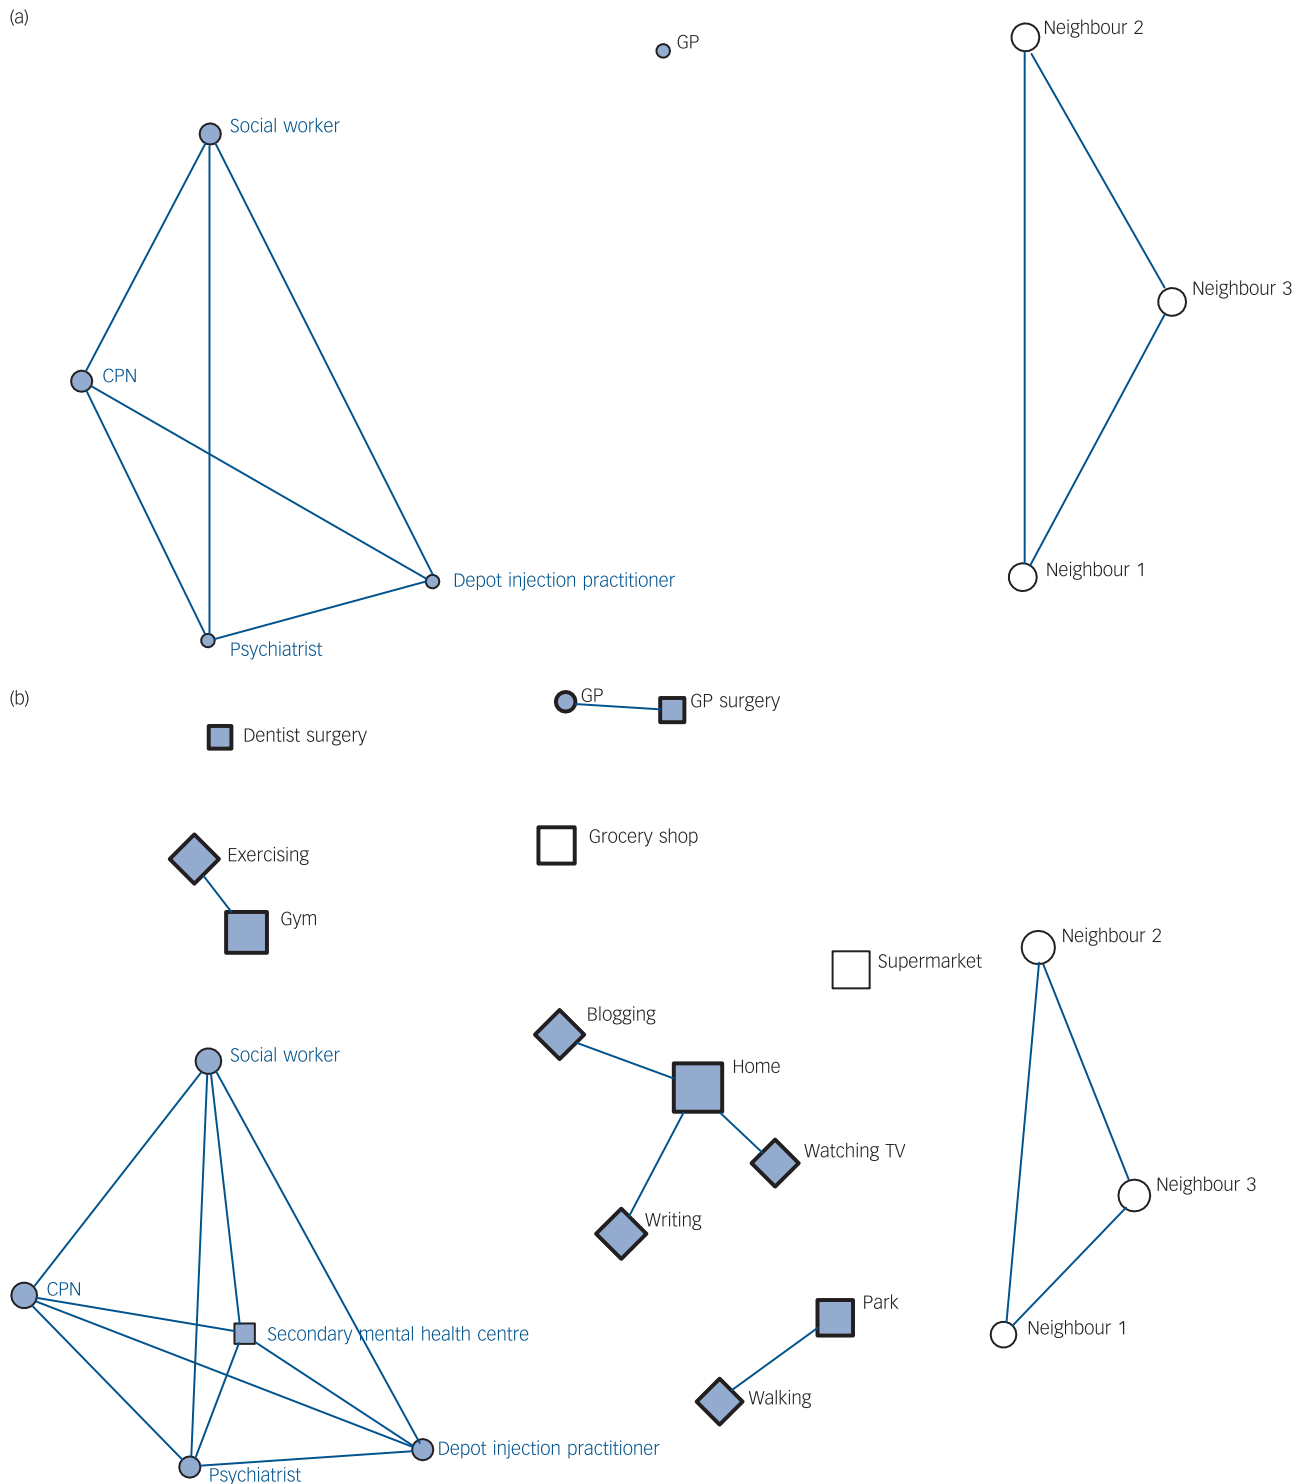 (a)
GP
Neighbour 2
Social worker
Neighbour 3
CPN
Neighbour 1
Depot injection practitioner
Psychiatrist
(b)
GP
GP surgery
Dentist surgery
Grocery shop
Exercising
Gym
Neighbour 2
Supermarket
Blogging
Social worker
Home
Watching TV
Neighbour 3
Writing
CPN
Park
Neighbour 1
Secondary mental health centre
Walking
Depot injection practitioner
Psychiatrist